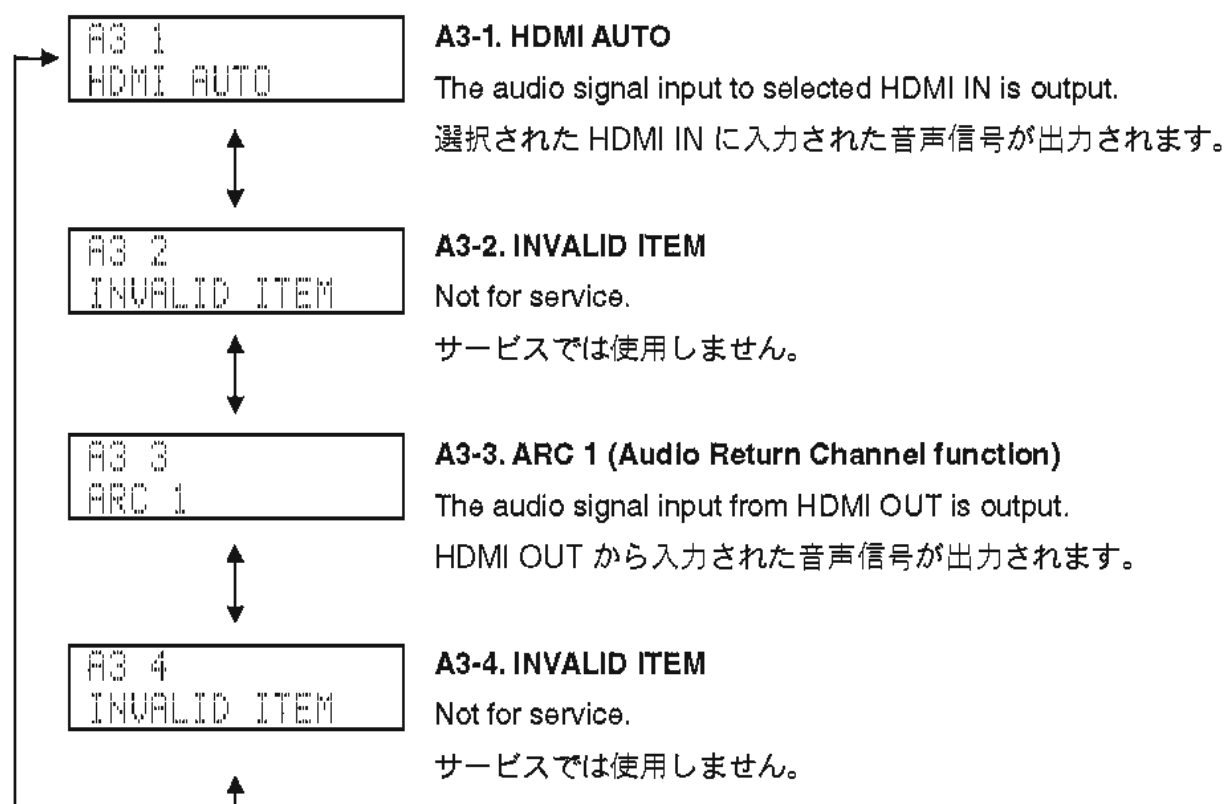 A3 1
HDMI AUTO
A3-1. HDMI AUTO
The audio signal input to selected HDMI IN is output.
選択された HDMI IN に入力された音声信号が出力されます。
A3 2
INVALID ITEM
A3-2. INVALID ITEM
Not for service.
サービスでは使用しません。
A3 3
ARC 1
A3-3. ARC 1 (Audio Return Channel function)
The audio signal input from HDMI OUT is output.
HDMI OUT から入力された音声信号が出力されます。
A3 4
INVALID ITEM
A3-4. INVALID ITEM
Not for service.
サービスでは使用しません。